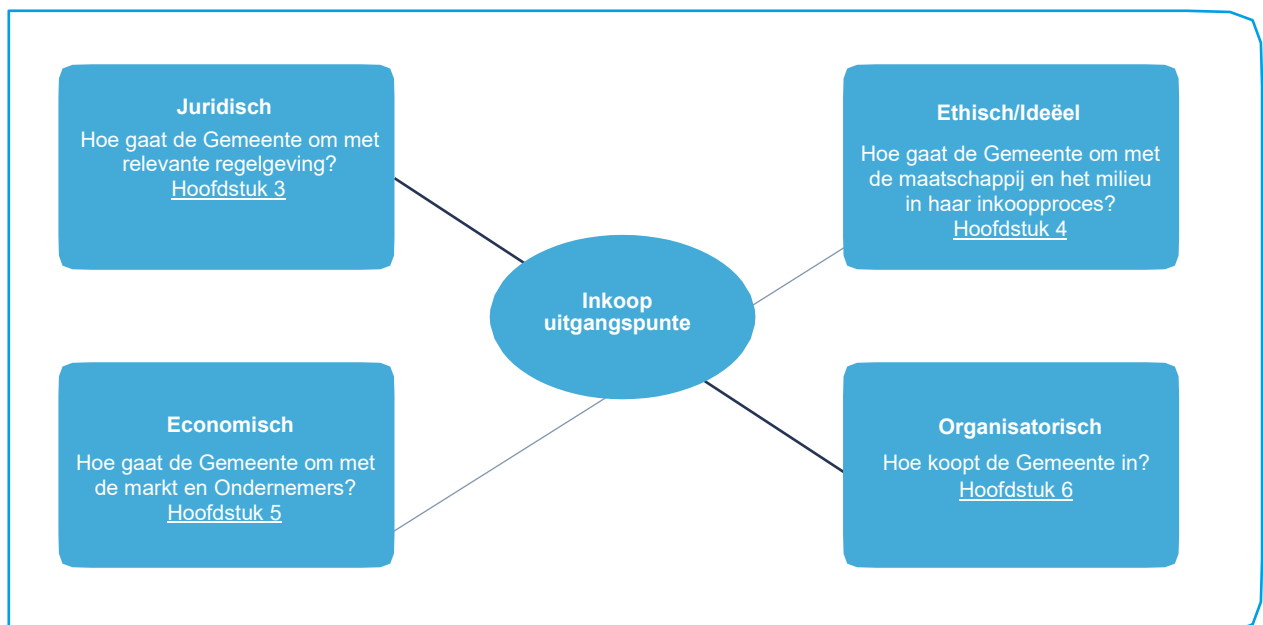 Juridisch
Hoe gaat de Gemeente om met
relevante regelgeving?
Hoofdstuk 3
Ethisch/Ideëel
Hoe gaat de Gemeente om met
de maatschappij en het milieu
in haar inkoopproces?
Hoofdstuk 4
Inkoop
uitgangspunte
Economisch
Hoe gaat de Gemeente om met
de markt en Ondernemers?
Hoofdstuk 5
Organisatorisch
Hoe koopt de Gemeente in?
Hoofdstuk 6